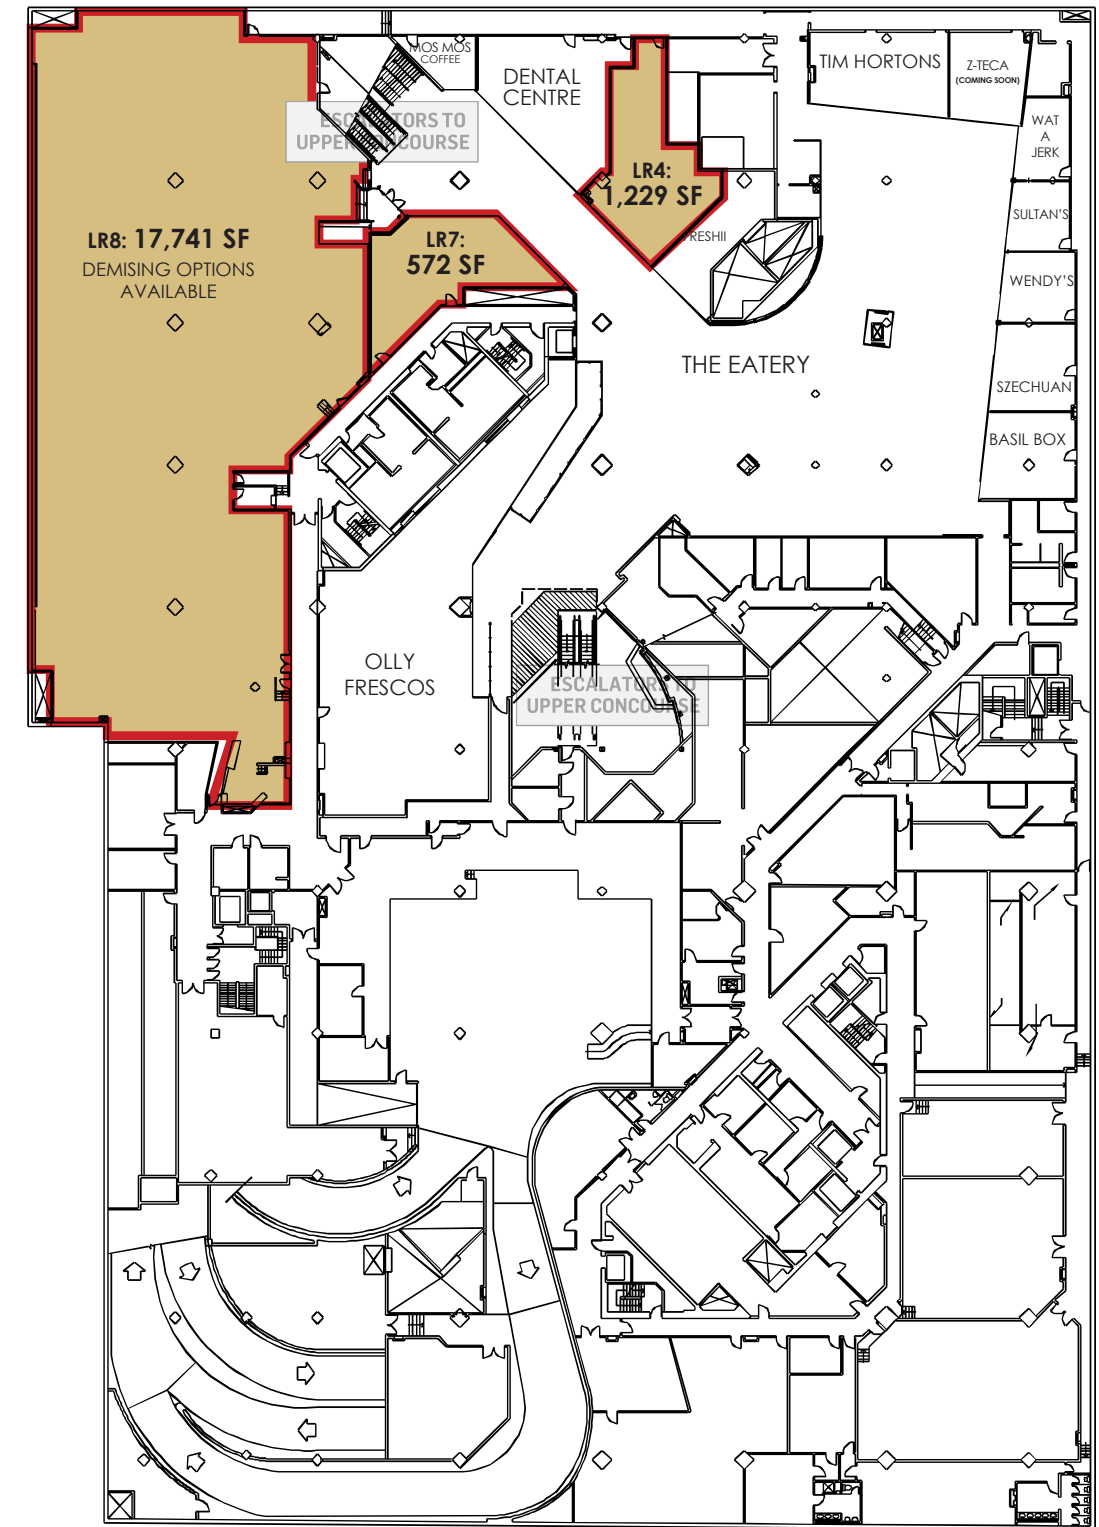 MOS MOS
COFFEE
DENTAL
CENTRE
TIM HORTONS
Z-TECA
(COMING SOON)
ESCALATORS TO
UPPER CONCOURSE
WAT
A
JERK
LR4:
1,229 SF
SULTAN'S
FRESHII
LR8: 17,741 SF
DEMISING OPTIONS
AVAILABLE
LR7:
572 SF
WENDY'S
THE EATERY
SZECHUAN
BASIL BOX
OLLY
FRESCOS
ESCALATORS TO
UPPER CONCOURSE